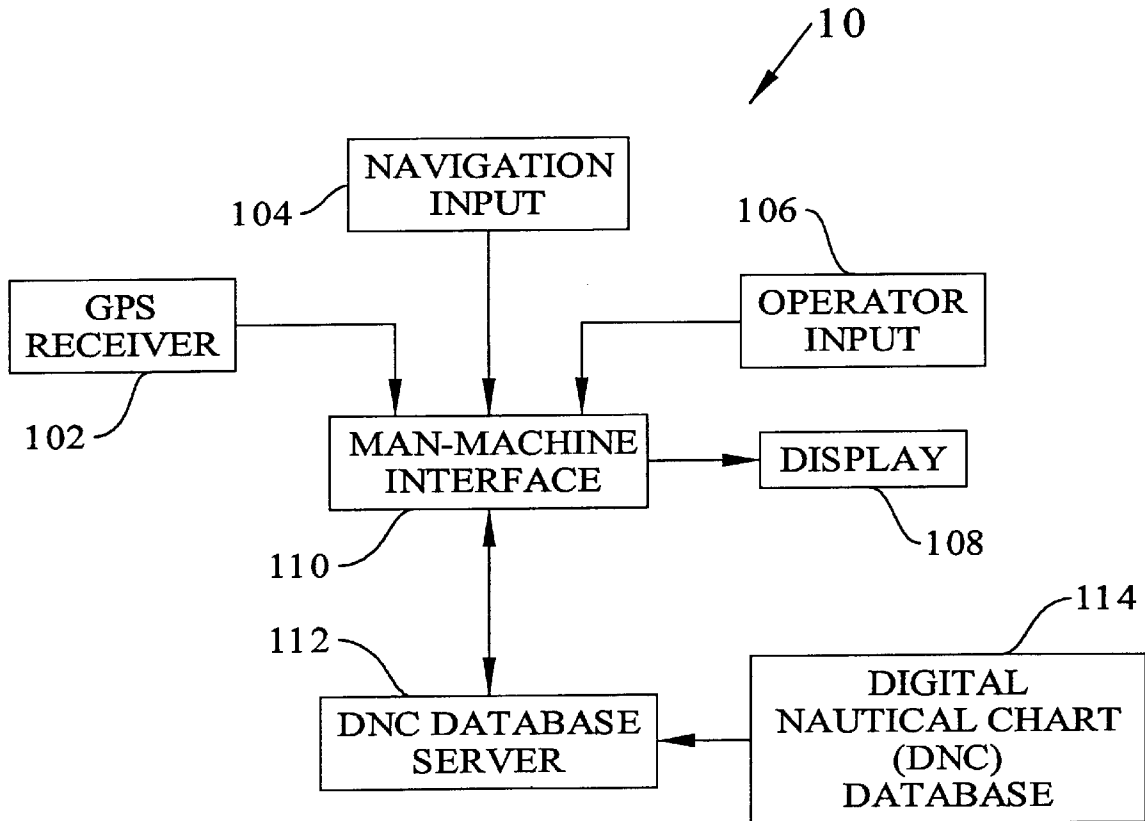 10
NAVIGATION
INPUT
104
106
GPS
RECEIVER
102
OPERATOR
INPUT
MAN-MACHINE
INTERFACE
110
DISPLAY
108
112
114
DNC DATABASE
SERVER
DIGITAL
NAUTICAL CHART
(DNC)
DATABASE